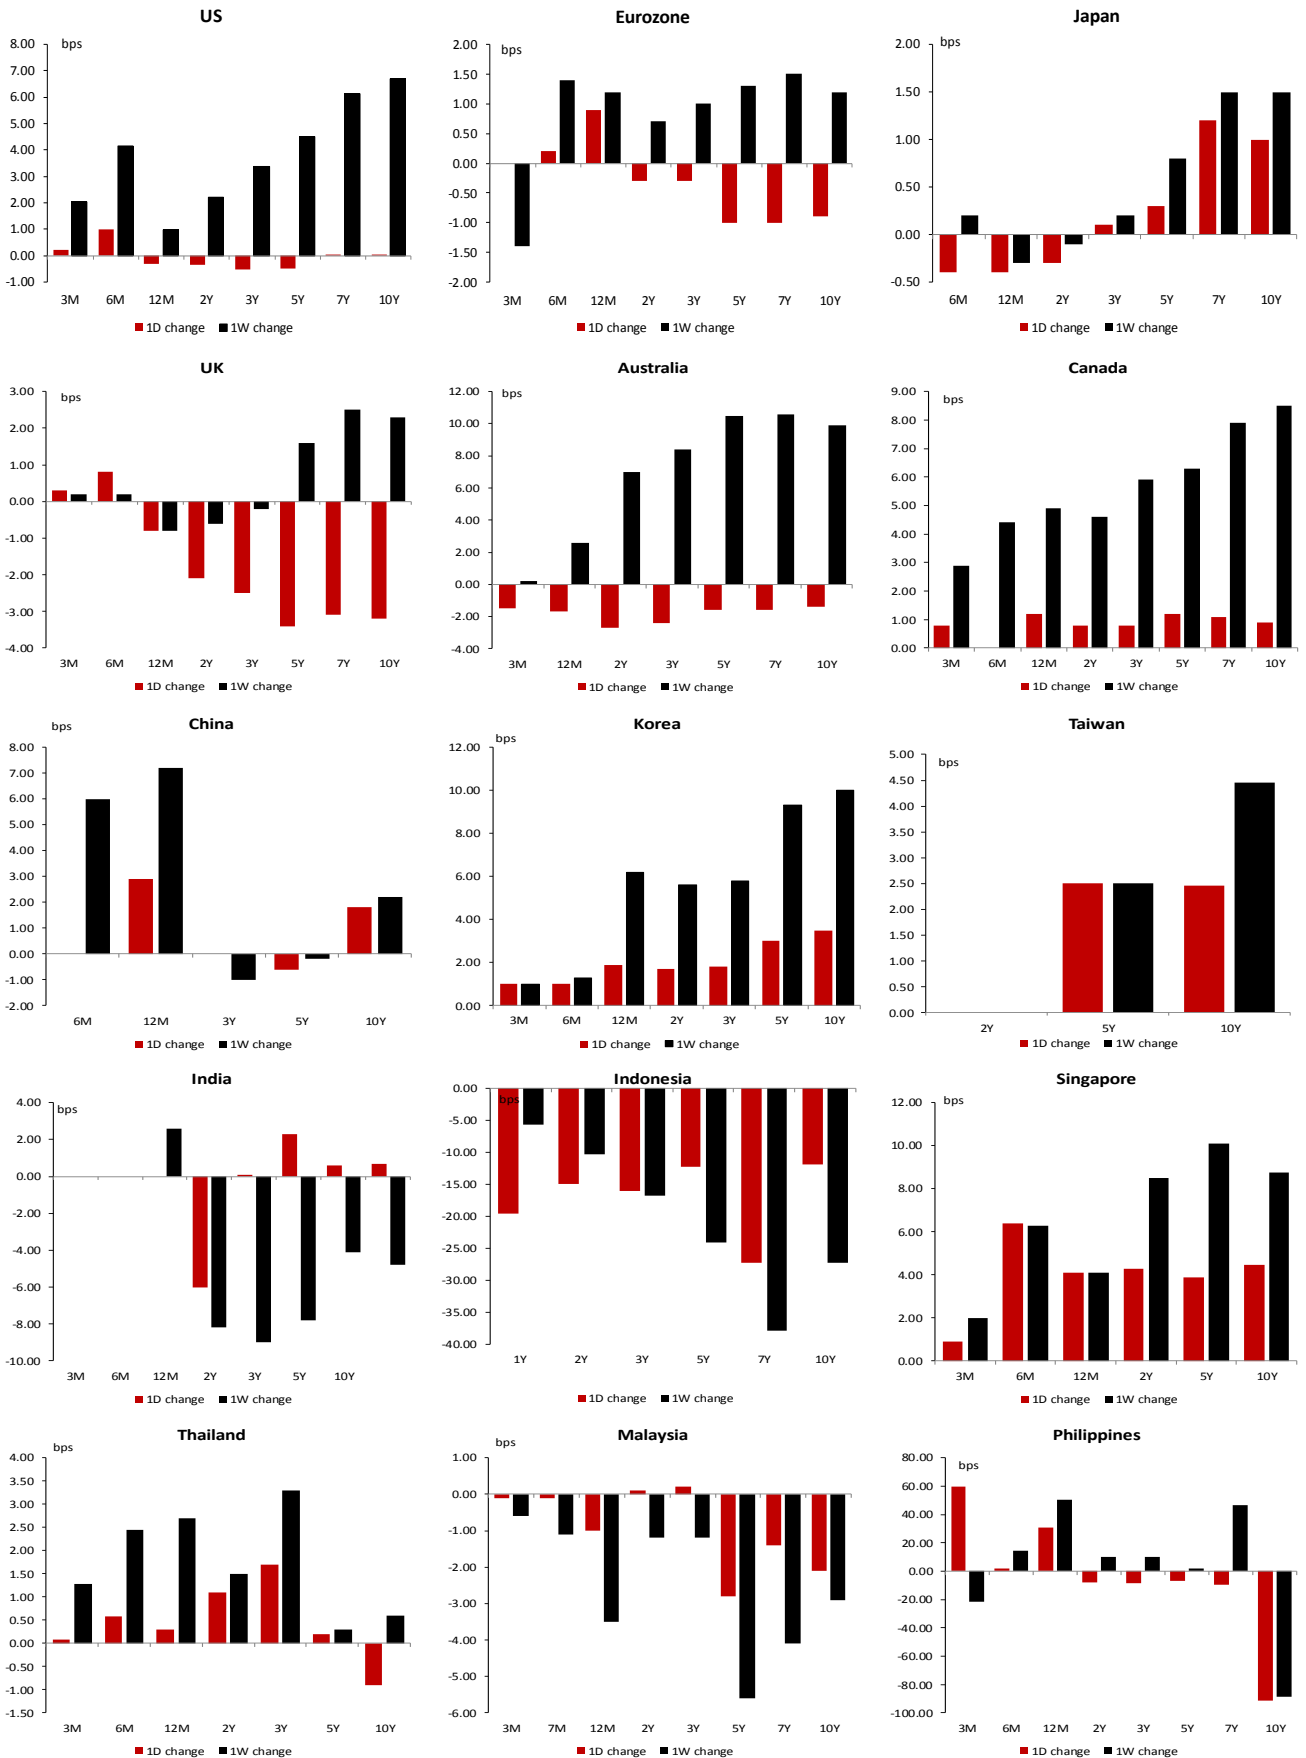 US
bps
8.00
7.00
6.00
5.00
4.00
3.00
2.00
1.00
0.00
-1.00
3M 6M 12M 2Y 3Y 5Y 7Y 10Y
1D change 1W change
Eurozone
bps
2.00
1.50
1.00
0.50
0.00
-0.50
-1.00
-1.50
-2.00
3M 6M 12M 2Y 3Y 5Y 7Y 10Y
1D change 1W change
Japan
bps
2.00
1.50
1.00
0.50
0.00
-0.50
6M 12M 2Y 3Y 5Y 7Y 10Y
1D change 1W change
UK
bps
3.00
2.00
1.00
0.00
-1.00
-2.00
-3.00
-4.00
3M 6M 12M 2Y 3Y 5Y 7Y 10Y
1D change 1W change
Australia
bps
12.00
10.00
8.00
6.00
4.00
2.00
0.00
-2.00
-4.00
3M 12M 2Y 3Y 5Y 7Y 10Y
1D change 1W change
Canada
bps
9.00
8.00
7.00
6.00
5.00
4.00
3.00
2.00
1.00
0.00
3M 6M 12M 2Y 3Y 5Y 7Y 10Y
1D change 1W change
China
bps
8.00
7.00
6.00
5.00
4.00
3.00
2.00
1.00
0.00
-1.00
-2.00
6M 12M 3Y 5Y 10Y
1D change 1W change
Korea
bps
12.00
10.00
8.00
6.00
4.00
2.00
0.00
3M 6M 12M 2Y 3Y 5Y 10Y
1D change 1W change
Taiwan
bps
5.00
4.50
4.00
3.50
3.00
2.50
2.00
1.50
1.00
0.50
0.00
2Y 5Y 10Y
1D change 1W change
India
bps
4.00
2.00
0.00
-2.00
-4.00
-6.00
-8.00
-10.00
3M 6M 12M 2Y 3Y 5Y 10Y
1D change 1W change
Indonesia
bps
0.00
-5.00
-10.00
-15.00
-20.00
-25.00
-30.00
-35.00
-40.00
1Y 2Y 3Y 5Y 7Y 10Y
1D change 1W change
Singapore
bps
12.00
10.00
8.00
6.00
4.00
2.00
0.00
3M 6M 12M 2Y 5Y 10Y
1D change 1W change
Thailand
bps
4.00
3.50
3.00
2.50
2.00
1.50
1.00
0.50
0.00
-0.50
-1.00
-1.50
3M 6M 12M 2Y 3Y 5Y 10Y
1D change 1W change
Malaysia
bps
1.00
0.00
-1.00
-2.00
-3.00
-4.00
-5.00
-6.00
3M 7M 12M 2Y 3Y 5Y 7Y 10Y
1D change 1W change
Philippines
bps
80.00
60.00
40.00
20.00
0.00
-20.00
-40.00
-60.00
-80.00
-100.00
3M 6M 12M 2Y 3Y 5Y 7Y 10Y
1D change 1W change